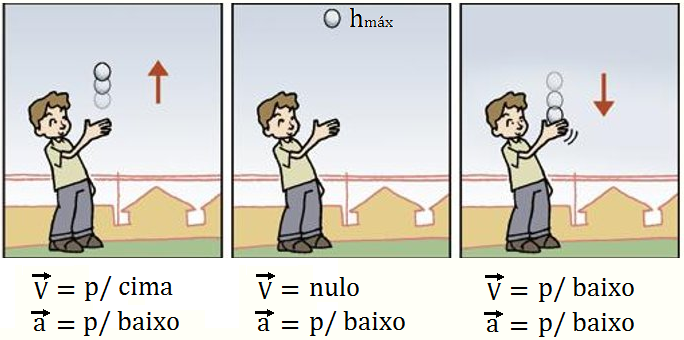 hmáx
V = p/ cima
a = p/ baixo
V = nulo
a = p/ baixo
V = p/ baixo
a = p/ baixo